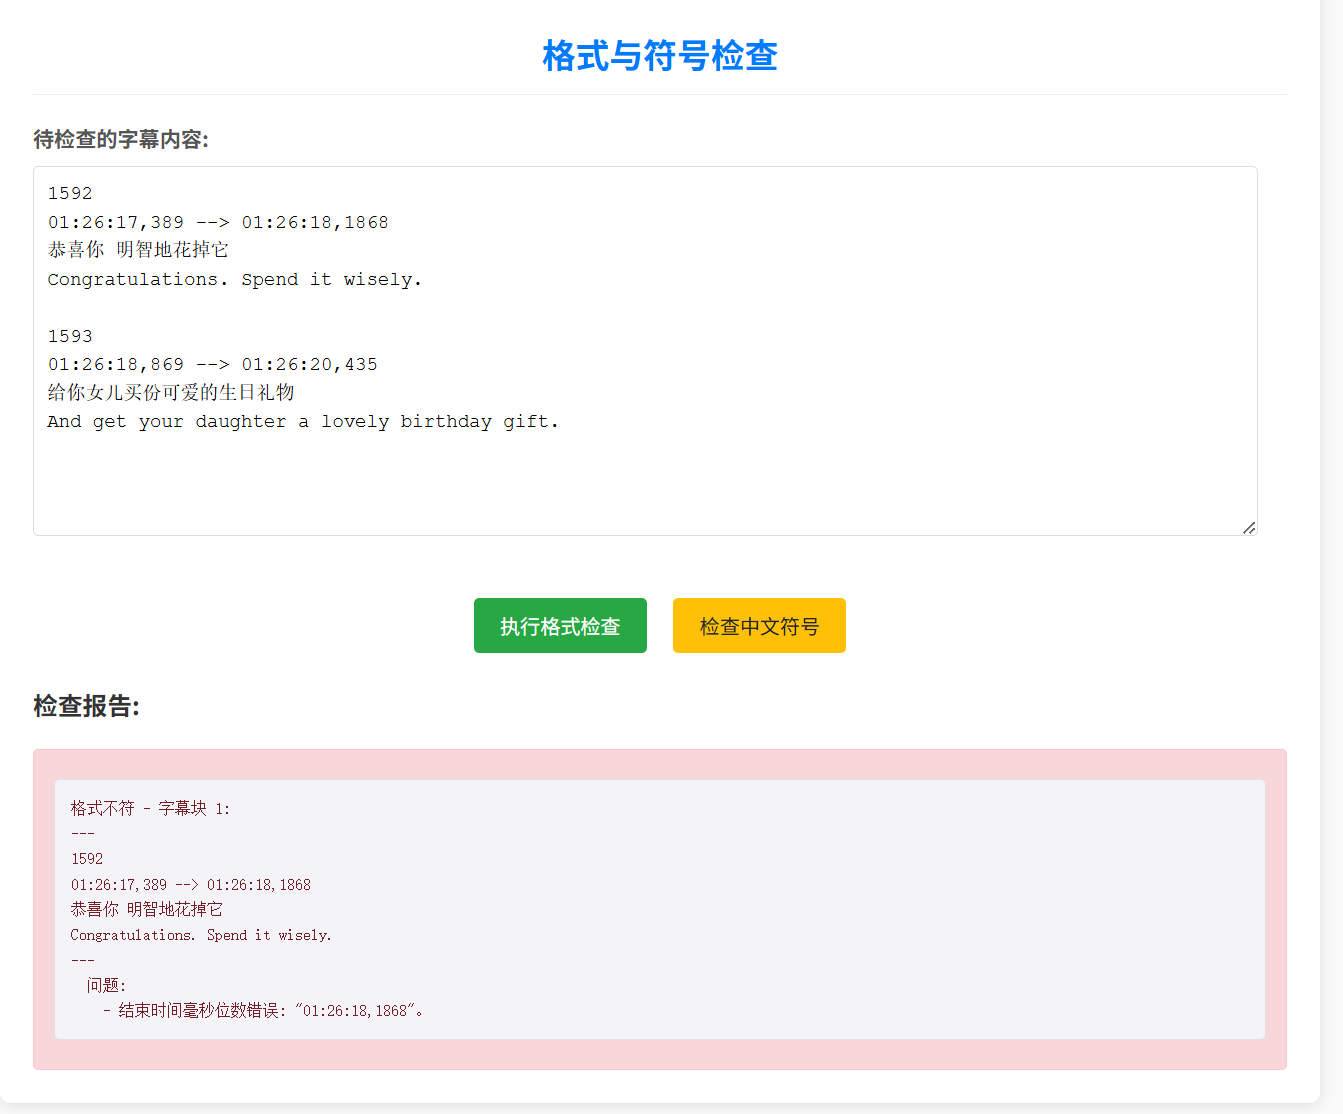 格式与符号检查
待检查的字幕内容:
1592
01:26:17,389 --> 01:26:18,1868
恭喜你 明智地花掉它
Congratulations. Spend it wisely.
1593
01:26:18,869 --> 01:26:20,435
给你女儿买份可爱的生日礼物
And get your daughter a lovely birthday gift.
执行格式检查
检查中文符号
检查报告:
格式不符 - 字幕块 1:
---
1592
01:26:17,389 --> 01:26:18,1868
恭喜你 明智地花掉它
Congratulations. Spend it wisely.
---
问题:
- 结束时间毫秒位数错误: "01:26:18,1868"。